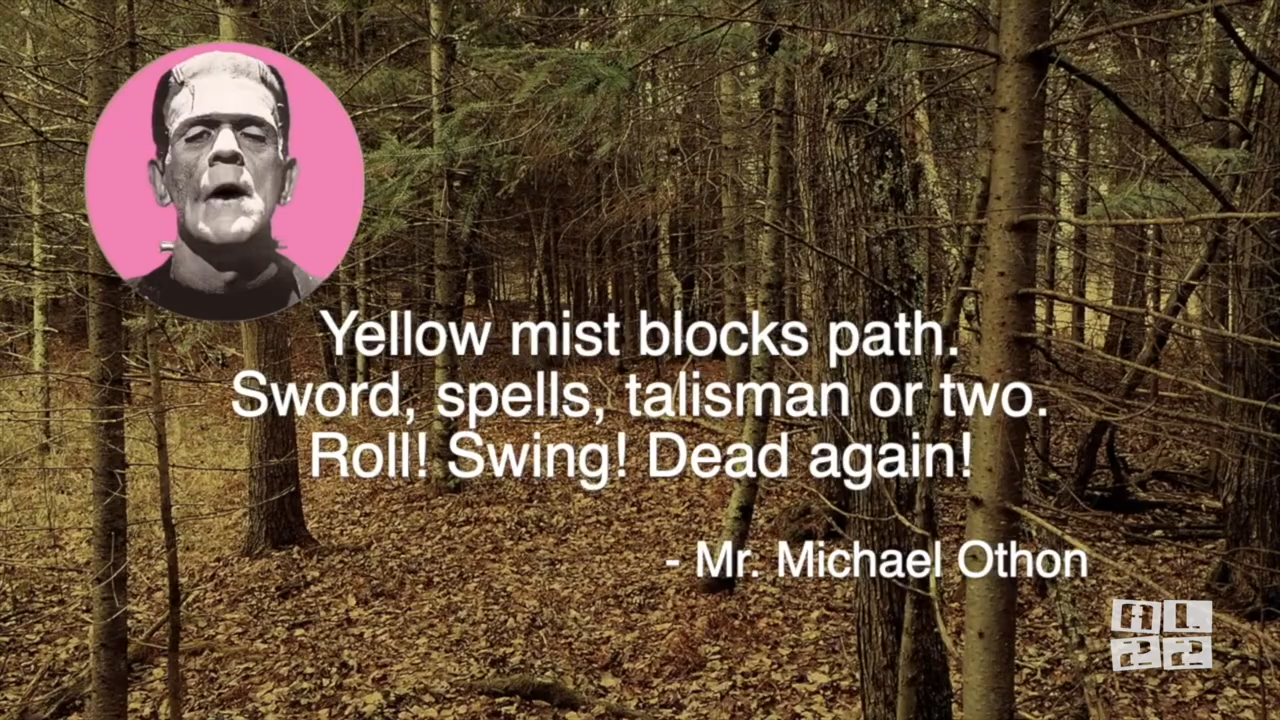 Yellow mist blocks path.
Sword, spells, talisman or two.
Roll! Swing! Dead again!
- Mr. Michael Othon